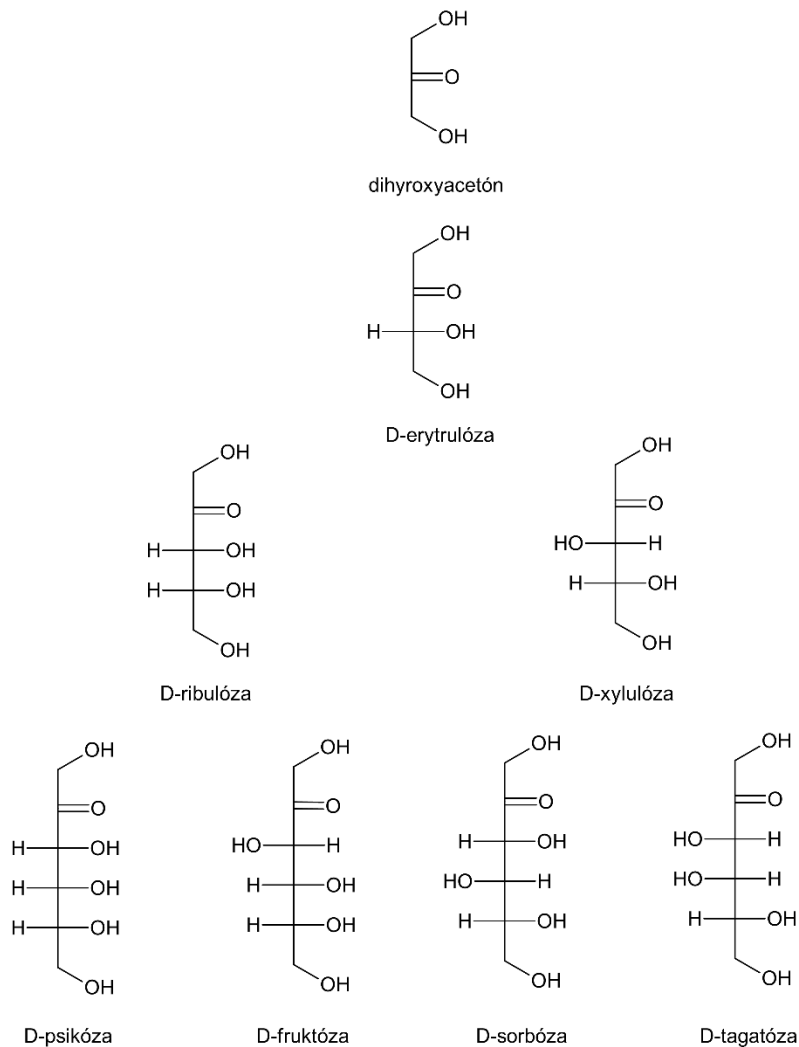 OH
O
OH
dihyroxyacetón
OH
O
H OH
OH
D-erytrulóza
OH
O
H OH
H OH
OH
D-ribulóza
OH
O
HO H
H OH
OH
D-xylulóza
OH
O
H OH
H OH
H OH
OH
D-psikóza
OH
O
HO H
H OH
H OH
OH
D-fruktóza
OH
O
H OH
HO H
H OH
OH
D-sorbóza
OH
O
HO H
HO H
H OH
OH
D-tagatóza